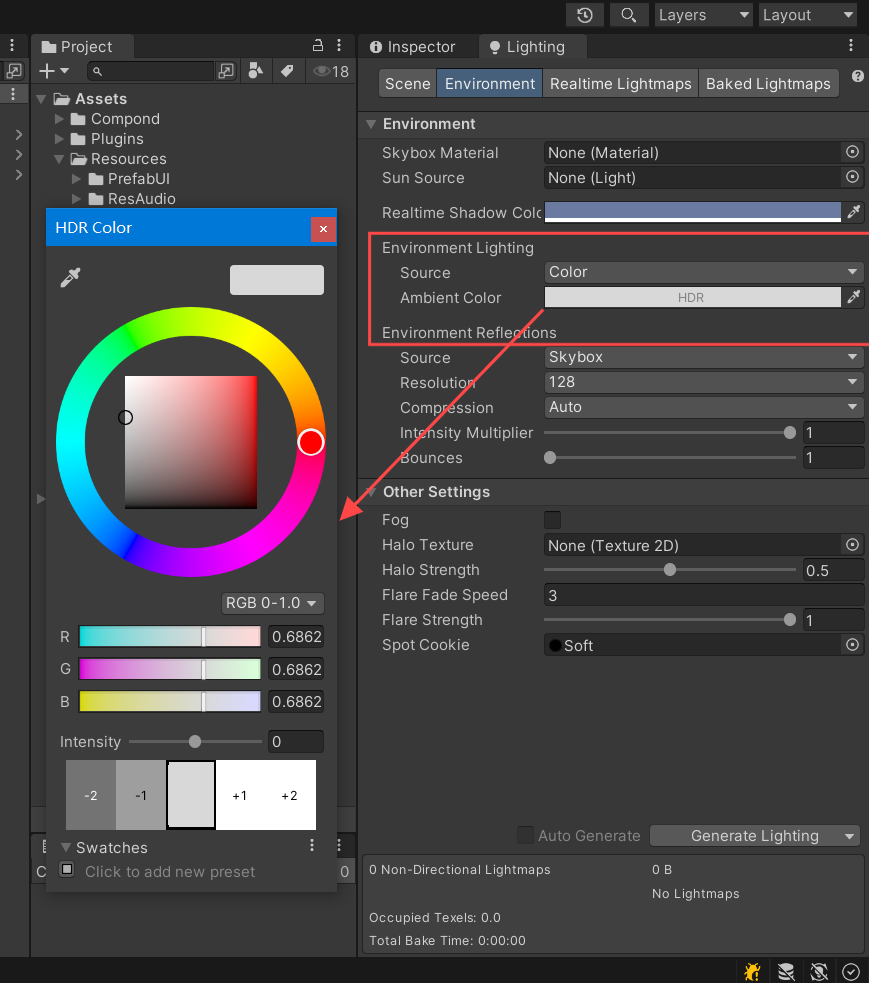 Layers
Layout
Project
18
Assets
Compond
Plugins
Resources
PrefabUI
ResAudio
HDR Color
RGB 0-1.0
R
0.6862
G
0.6862
B
0.6862
Intensity
0
-2
-1
+1
+2
Swatches
Click to add new preset
C
0
Inspector
Lighting
Scene
Environment
Realtime Lightmaps
Baked Lightmaps
Environment
Skybox Material
None (Material)
Sun Source
None (Light)
Realtime Shadow Colo
Environment Lighting
Source
Color
Ambient Color
HDR
Environment Reflections
Source
Skybox
Resolution
128
Compression
Auto
Intensity Multiplier
1
Bounces
1
Other Settings
Fog
Halo Texture
None (Texture 2D)
Halo Strength
0.5
Flare Fade Speed
3
Flare Strength
1
Spot Cookie
Soft
Auto Generate
Generate Lighting
0 Non-Directional Lightmaps
0 B
No Lightmaps
Occupied Texels: 0.0
Total Bake Time: 0:00:00